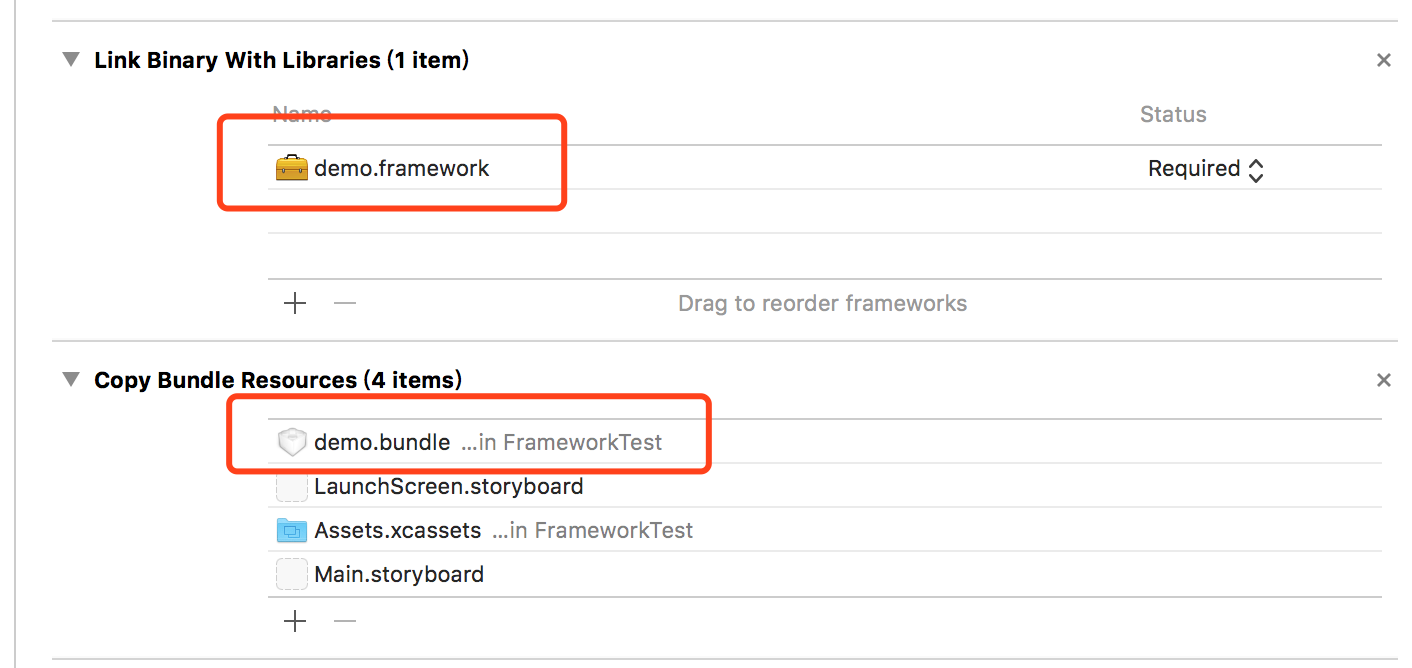 Link Binary With Libraries (1 item)
Name Status
demo.framework Required
Drag to reorder frameworks
Copy Bundle Resources (4 items)
demo.bundle ...in FrameworkTest
LaunchScreen.storyboard
Assets.xcassets ...in FrameworkTest
Main.storyboard